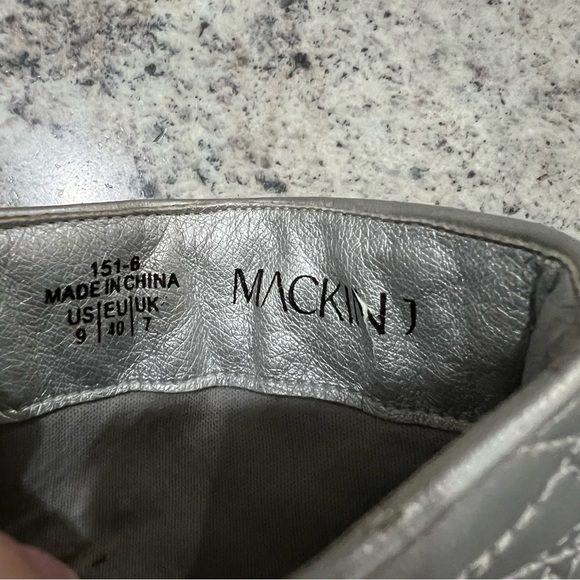 151-6
MADE IN CHINA
US|EU|UK
9|40|7
MACKIN J